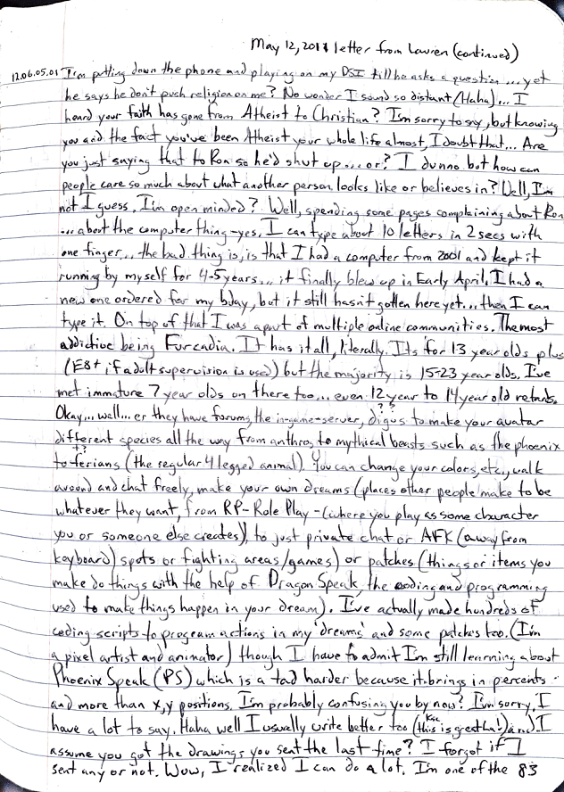 May 12, 2011 letter from Lauren (continued)
12.06.05.01 I'm putting down the phone and playing on my DSI till he asks a question... yet
he says he don't push religion on me? No wonder I sound so distant (Haha)... I
heard your faith has gone from Atheist to Christian? I'm sorry to say, but knowing
you and the fact you've been Atheist your whole life almost, I doubt that... Are
you just saying that to Ron so he'd shut up... or? I dunno but how can
people care so much about what another person looks like or believes in? Well, I'm
not I guess. I'm open minded? Well, spending some pages complaining about Ron
... about the computer thing - yes, I can type about 10 letters in 2 secs with
one finger... the bad thing is, is that I had a computer from 2001 and kept it
running by myself for 4-5 years... it finally blew up in Early April. I had a
new one ordered for my bday, but it still hasn't gotten here yet... then I can
type it. On top of that I was apart of multiple online communities. The most
addictive being Furcadia. It has it all, literally. Its for 13 year olds plus
(E8+ if adult supervision is used) but the majority is 15-23 year olds. I've
met immature 7 year olds on there too... even 12 year to 14 year old retards.
Okay... well... er they have forums, the in-game-server, digos to make your avatar
different species all the way from anthro, to mythical beasts such as the phoenix
to ferians (the regular 4 legged animal). You can change your colors, etc., walk
around and chat freely, make your own dreams (places other people make to be
whatever they want, from RP - Role Play - (where you play as some character
you or someone else creates), to just private chat or AFK (away from
keyboard) spots or fighting areas/games) or patches (things or items you
make do things with the help of Dragon Speak, the coding and programming
used to make things happen in your dream). I've actually made hundreds of
coding scripts to program actions in my 'dreams' and some patches too. (I'm
a pixel artist and animator) though I have to admit I'm still learning about
Phoenix Speak (PS) which is a tad harder because it brings in percents
and more than x,y positions. I'm probably confusing you by now? I'm sorry, I
have a lot to say. Haha well I usually write better too (this is great ha!) and I
assume you got the drawings you sent the last time? I forgot if I
sent any or not. Wow, I realized I can do a lot. I'm one of the 83